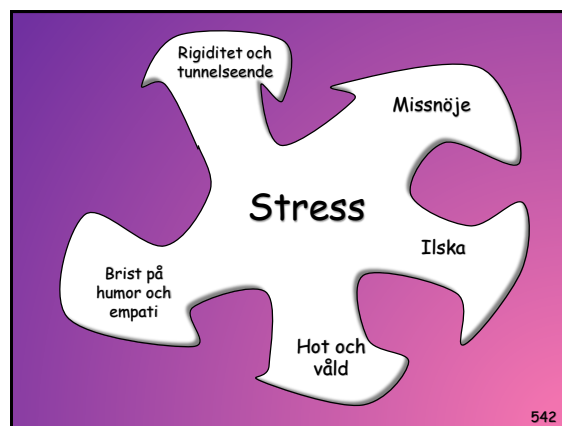 Rigiditet och
tunnelseende
Missnöje
Stress
Ilska
Brist på
humor och
empati
Hot och
våld
542